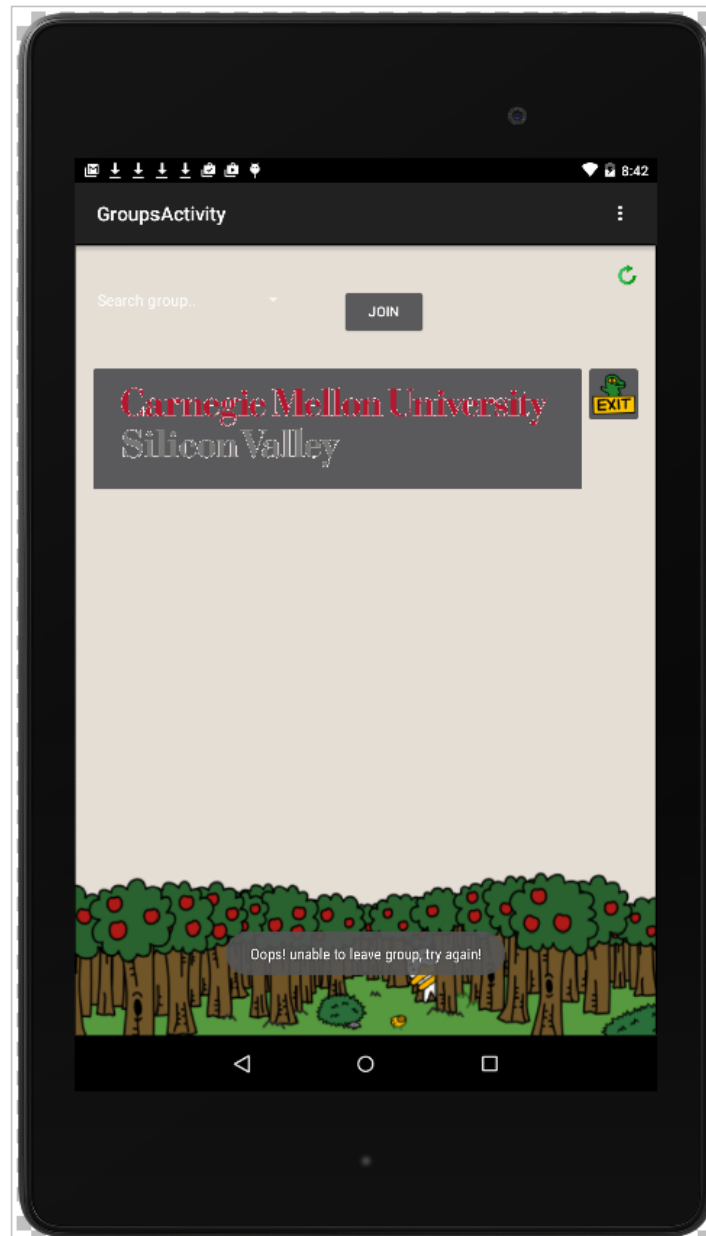 8:42
GroupsActivity
Search group..
JOIN
Carnegie Mellon University
Silicon Valley
EXIT
Oops! unable to leave group, try again!